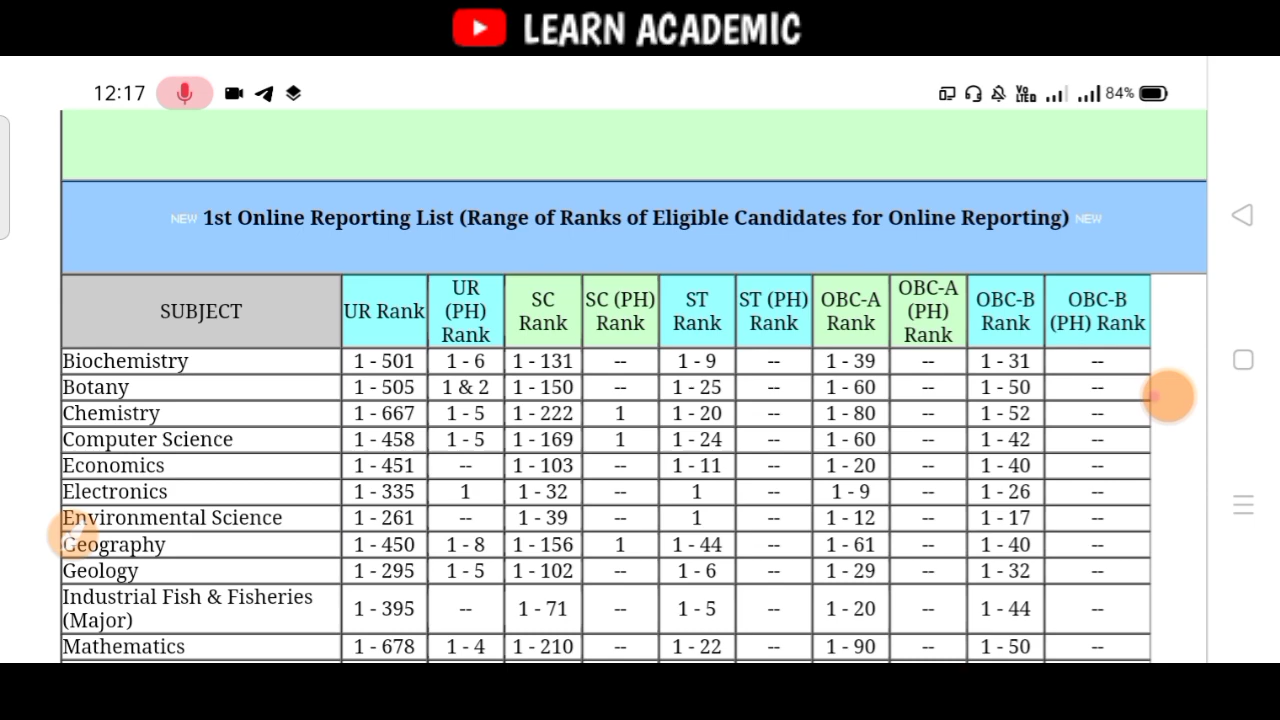 LEARN ACADEMIC
12:17 Vo LTED 84%
NEW 1st Online Reporting List (Range of Ranks of Eligible Candidates for Online Reporting) NEW
SUBJECT UR Rank UR (PH) Rank SC Rank SC (PH) Rank ST Rank ST (PH) Rank OBC-A Rank OBC-A (PH) Rank OBC-B Rank OBC-B (PH) Rank
Biochemistry 1 - 501 1 - 6 1 - 131 -- 1 - 9 -- 1 - 39 -- 1 - 31 --
Botany 1 - 505 1 & 2 1 - 150 -- 1 - 25 -- 1 - 60 -- 1 - 50 --
Chemistry 1 - 667 1 - 5 1 - 222 1 1 - 20 -- 1 - 80 -- 1 - 52 --
Computer Science 1 - 458 1 - 5 1 - 169 1 1 - 24 -- 1 - 60 -- 1 - 42 --
Economics 1 - 451 -- 1 - 103 -- 1 - 11 -- 1 - 20 -- 1 - 40 --
Electronics 1 - 335 1 1 - 32 -- 1 -- 1 - 9 -- 1 - 26 --
Environmental Science 1 - 261 -- 1 - 39 -- 1 -- 1 - 12 -- 1 - 17 --
Geography 1 - 450 1 - 8 1 - 156 1 1 - 44 -- 1 - 61 -- 1 - 40 --
Geology 1 - 295 1 - 5 1 - 102 -- 1 - 6 -- 1 - 29 -- 1 - 32 --
Industrial Fish & Fisheries
(Major) 1 - 395 -- 1 - 71 -- 1 - 5 -- 1 - 20 -- 1 - 44 --
Mathematics 1 - 678 1 - 4 1 - 210 -- 1 - 22 -- 1 - 90 -- 1 - 50 --